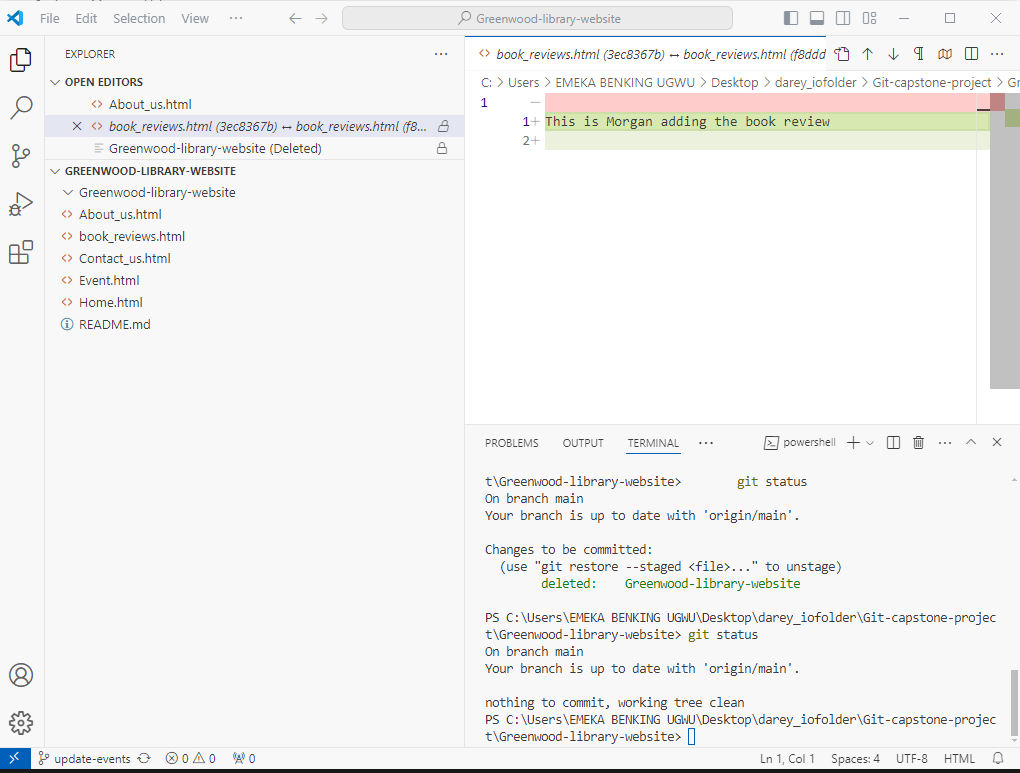 File Edit Selection View ··· Greenwood-library-website
EXPLORER ···
OPEN EDITORS
About_us.html
book_reviews.html (3ec8367b) ↔ book_reviews.html (f8...
Greenwood-library-website (Deleted)
GREENWOOD-LIBRARY-WEBSITE
Greenwood-library-website
About_us.html
book_reviews.html
Contact_us.html
Event.html
Home.html
README.md
book_reviews.html (3ec8367b) ↔ book_reviews.html (f8ddd
C: > Users > EMEKA BENKING UGWU > Desktop > darey_iofolder > Git-capstone-project > Gr
1 −
1+ This is Morgan adding the book review
2+
PROBLEMS OUTPUT TERMINAL ··· powershell
t\Greenwood-library-website> git status
On branch main
Your branch is up to date with 'origin/main'.
Changes to be committed:
(use "git restore --staged <file>..." to unstage)
deleted: Greenwood-library-website
PS C:\Users\EMEKA BENKING UGWU\Desktop\darey_iofolder\Git-capstone-projec
t\Greenwood-library-website> git status
On branch main
Your branch is up to date with 'origin/main'.
nothing to commit, working tree clean
PS C:\Users\EMEKA BENKING UGWU\Desktop\darey_iofolder\Git-capstone-projec
t\Greenwood-library-website>
update-events 0 0 0 Ln 1, Col 1 Spaces: 4 UTF-8 HTML